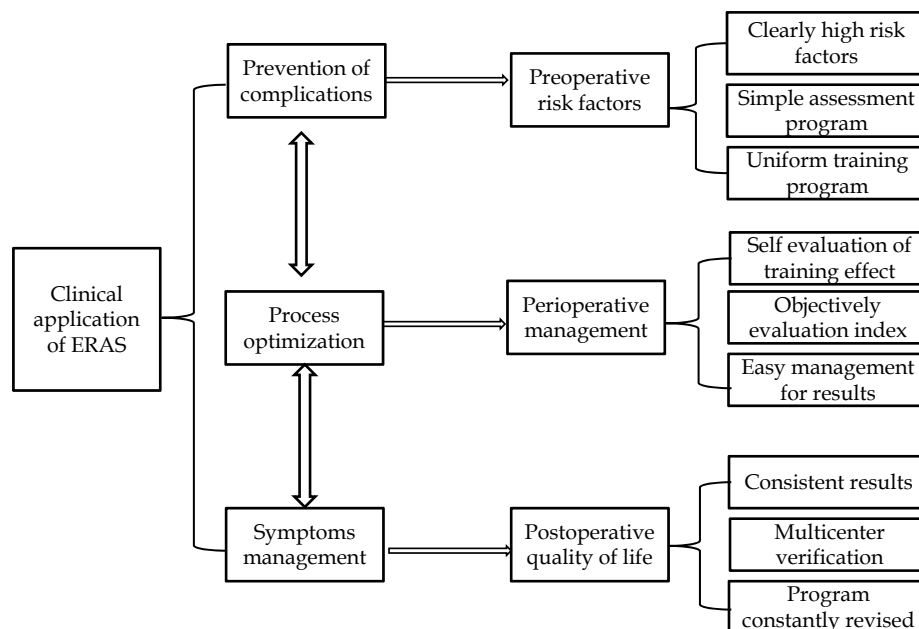 Clinical
application
of ERAS
Prevention of
complications
Preoperative
risk factors
Clearly high risk
factors
Simple assessment
program
Uniform training
program
Process
optimization
Perioperative
management
Self evaluation of
training effect
Objectively
evaluation index
Easy management
for results
Symptoms
management
Postoperative
quality of life
Consistent results
Multicenter
verification
Program
constantly revised